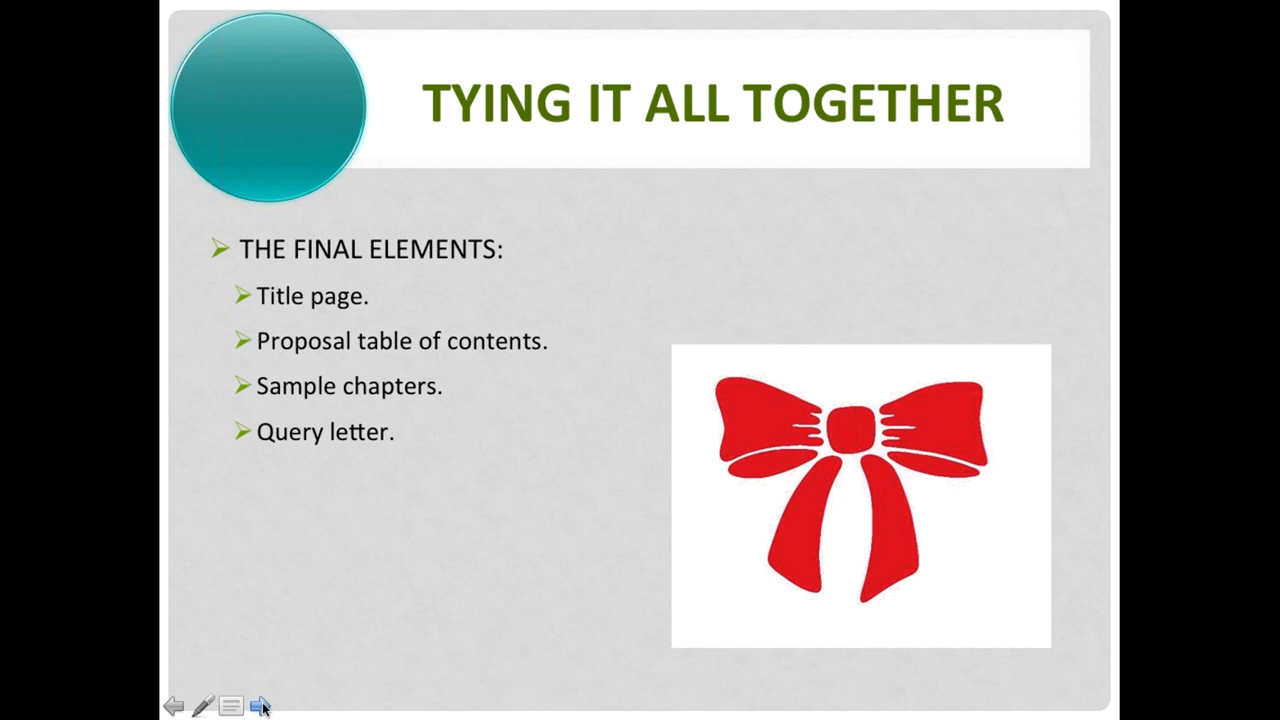 TYING IT ALL TOGETHER
THE FINAL ELEMENTS:
Title page.
Proposal table of contents.
Sample chapters.
Query letter.